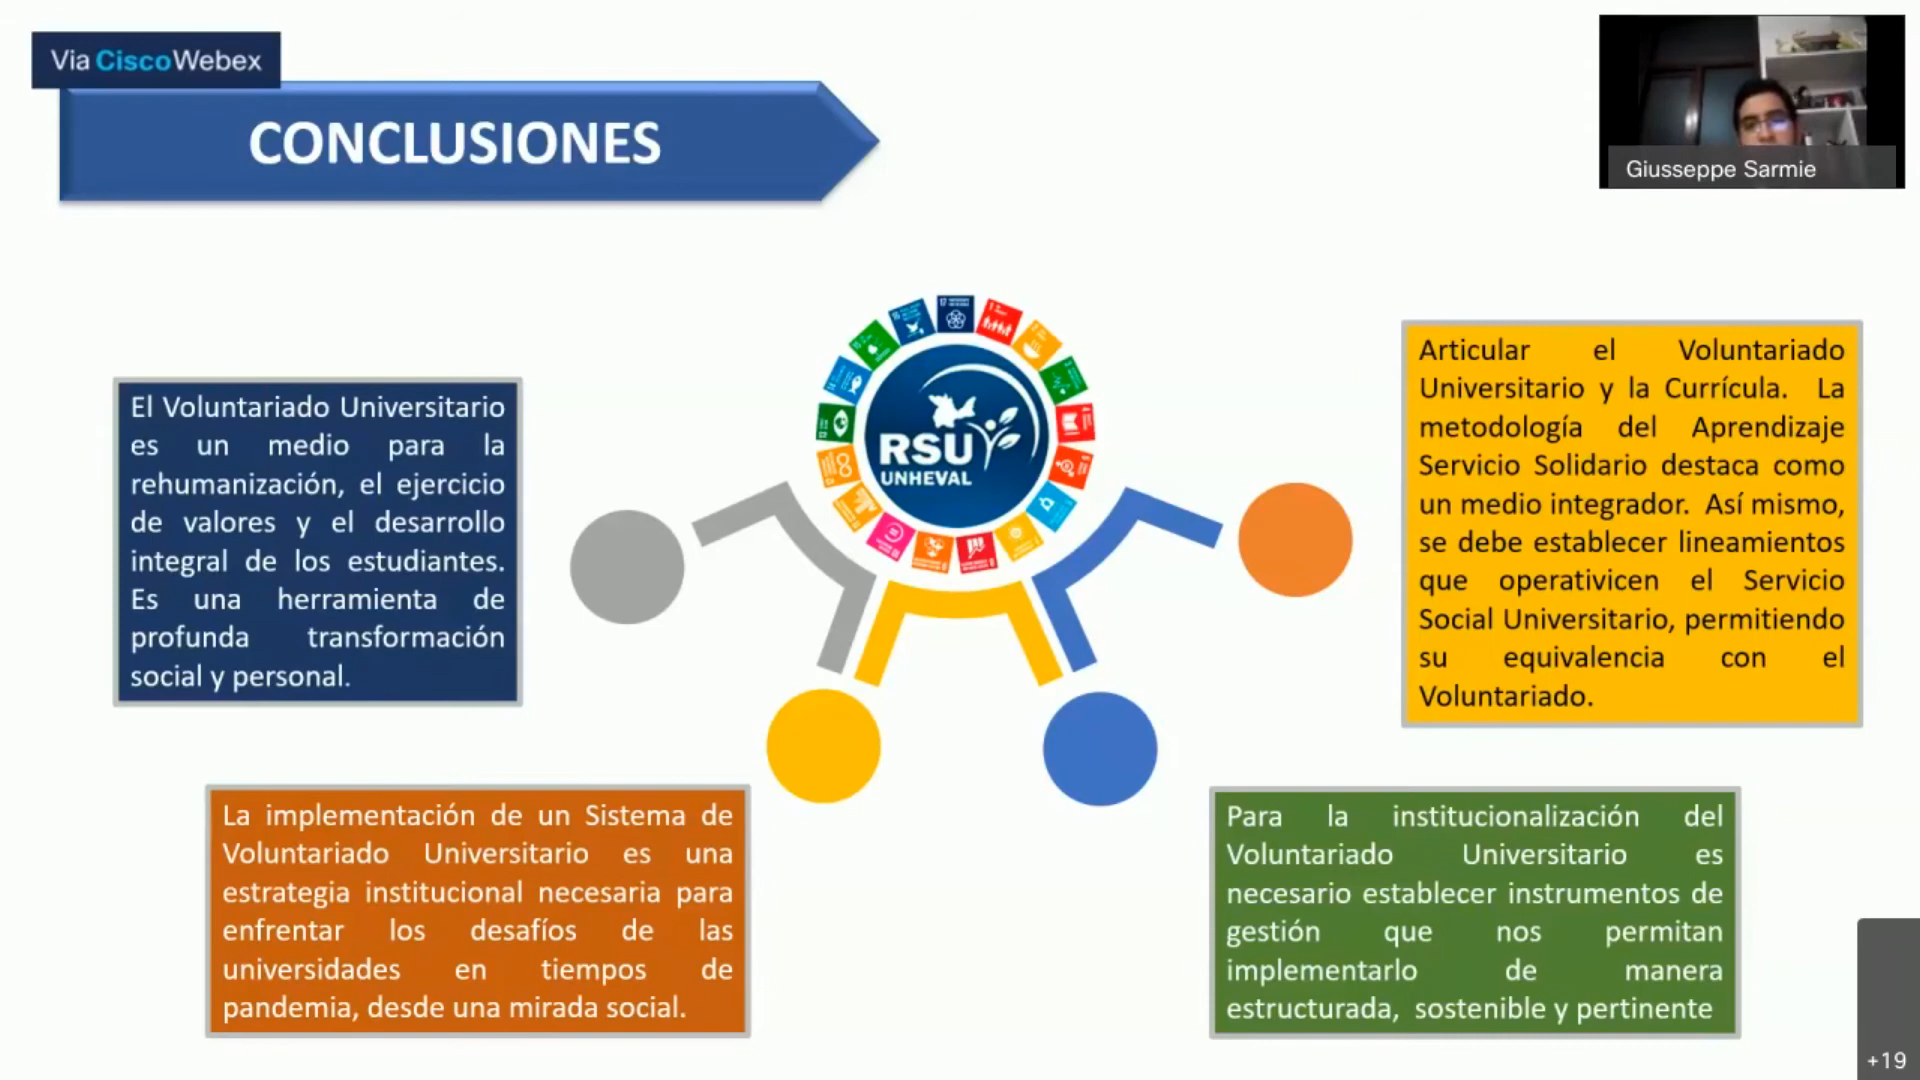 Via CiscoWebex
CONCLUSIONES
Giusseppe Sarmie
El Voluntariado Universitario
es un medio para la
rehumanización, el ejercicio
de valores y el desarrollo
integral de los estudiantes.
Es una herramienta de
profunda transformación
social y personal.
RSU
UNHEVAL
Articular el Voluntariado
Universitario y la Currícula. La
metodología del Aprendizaje
Servicio Solidario destaca como
un medio integrador. Así mismo,
se debe establecer lineamientos
que operativicen el Servicio
Social Universitario, permitiendo
su equivalencia con el
Voluntariado.
La implementación de un Sistema de
Voluntariado Universitario es una
estrategia institucional necesaria para
enfrentar los desafíos de las
universidades en tiempos de
pandemia, desde una mirada social.
Para la institucionalización del
Voluntariado Universitario es
necesario establecer instrumentos de
gestión que nos permitan
implementarlo de manera
estructurada, sostenible y pertinente
+19